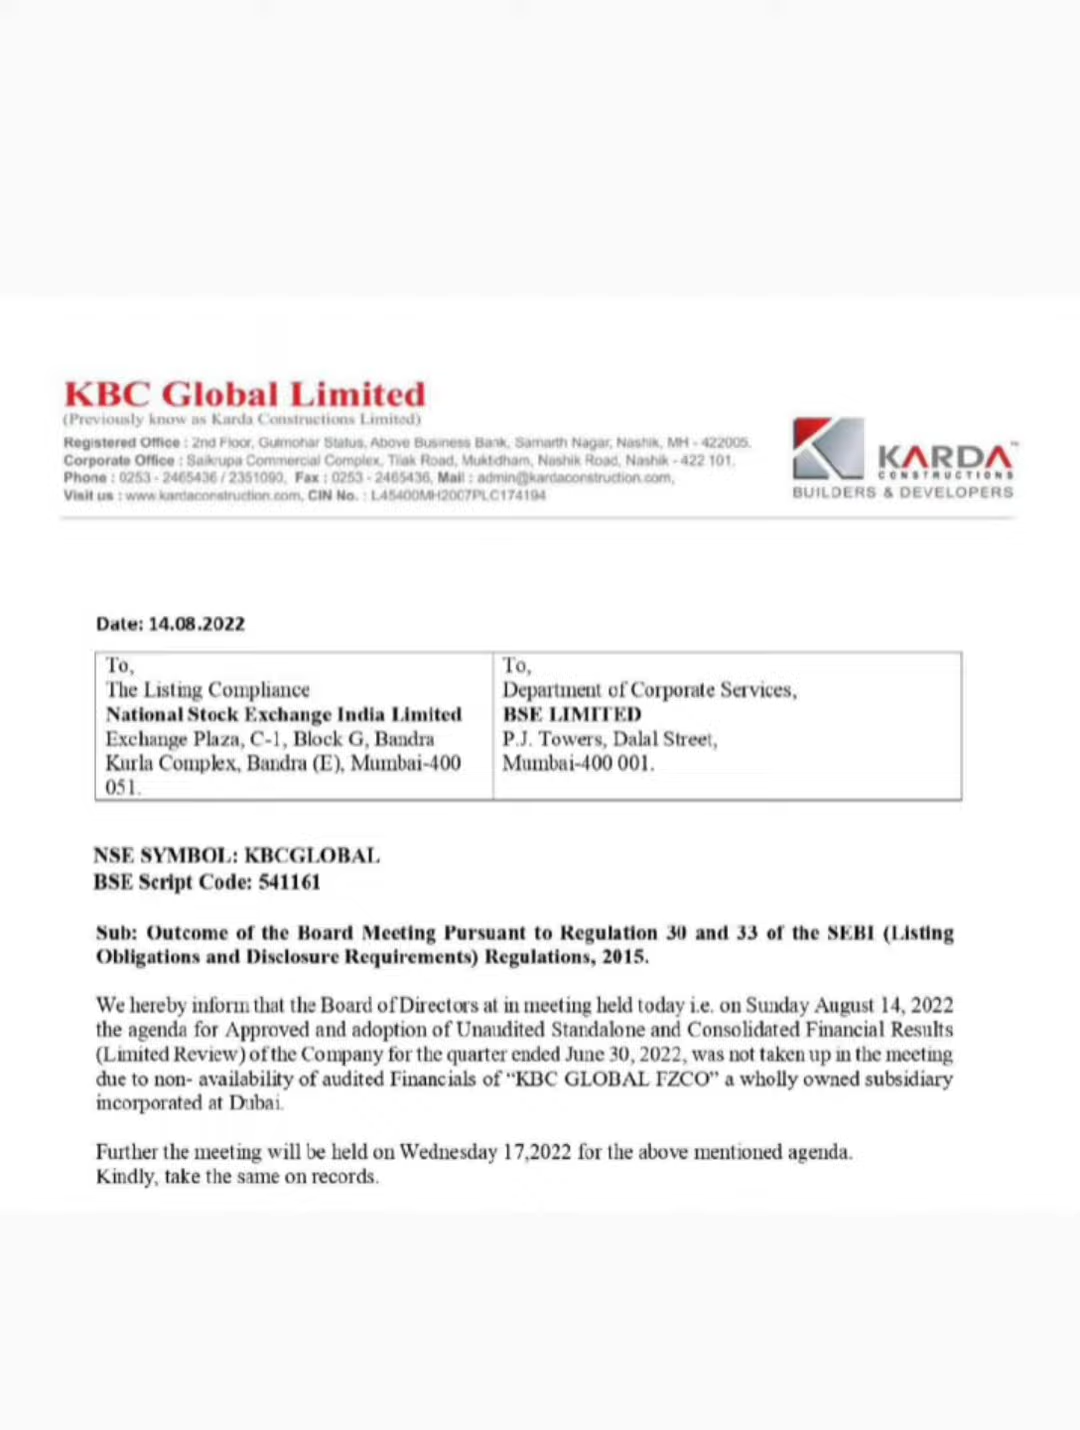 KBC Global Limited
(Previously know as Karda Constructions Limited)
Registered Office : 2nd Floor, Gulmohar Status, Above Business Bank, Samarth Nagar, Nashik, MH - 422005.
Corporate Office : Saikrupa Commercial Complex, Tilak Road, Muktidham, Nashik Road, Nashik - 422 101.
Phone : 0253 - 2465436 / 2351090, Fax : 0253 - 2465436, Mail : admin@kardaconstruction.com,
Visit us : www.kardaconstruction.com, CIN No. : L45400MH2007PLC174194
KARDA™
CONSTRUCTIONS
BUILDERS & DEVELOPERS
Date: 14.08.2022
To,
The Listing Compliance
National Stock Exchange India Limited
Exchange Plaza, C-1, Block G, Bandra
Kurla Complex, Bandra (E), Mumbai-400
051.
To,
Department of Corporate Services,
BSE LIMITED
P.J. Towers, Dalal Street,
Mumbai-400 001.
NSE SYMBOL: KBCGLOBAL
BSE Script Code: 541161
Sub: Outcome of the Board Meeting Pursuant to Regulation 30 and 33 of the SEBI (Listing
Obligations and Disclosure Requirements) Regulations, 2015.
We hereby inform that the Board of Directors at in meeting held today i.e. on Sunday August 14, 2022
the agenda for Approved and adoption of Unaudited Standalone and Consolidated Financial Results
(Limited Review) of the Company for the quarter ended June 30, 2022, was not taken up in the meeting
due to non- availability of audited Financials of “KBC GLOBAL FZCO” a wholly owned subsidiary
incorporated at Dubai.
Further the meeting will be held on Wednesday 17,2022 for the above mentioned agenda.
Kindly, take the same on records.